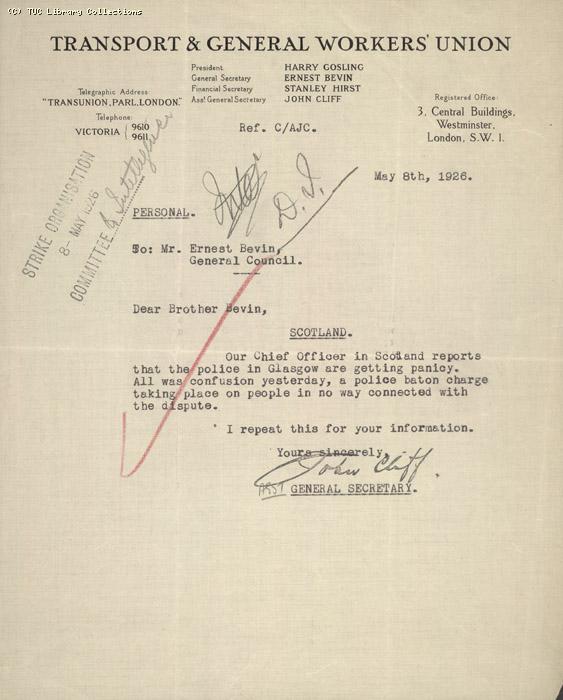 (C) TUC Library Collections
TRANSPORT & GENERAL WORKERS' UNION
President HARRY GOSLING
General Secretary ERNEST BEVIN
Financial Secretary STANLEY HIRST
Asst General Secretary JOHN CLIFF
Telegraphic Address
"TRANSUNION, PARL, LONDON."
Telephone:
VICTORIA 9610
9611
Registered Office:
3, Central Buildings,
Westminster,
London, S.W. 1.
Ref. C/AJC.
STRIKE ORGANISATION
8 - MAY 1926
COMMITTEE
May 8th, 1926.
D.I.
PERSONAL.
To: Mr. Ernest Bevin,
General Council.
Dear Brother Bevin,
SCOTLAND.
Our Chief Officer in Scotland reports
that the police in Glasgow are getting panicy.
All was confusion yesterday, a police baton charge
taking place on people in no way connected with
the dispute.
I repeat this for your information.
Yours sincerely,
John Cliff
ASST GENERAL SECRETARY.